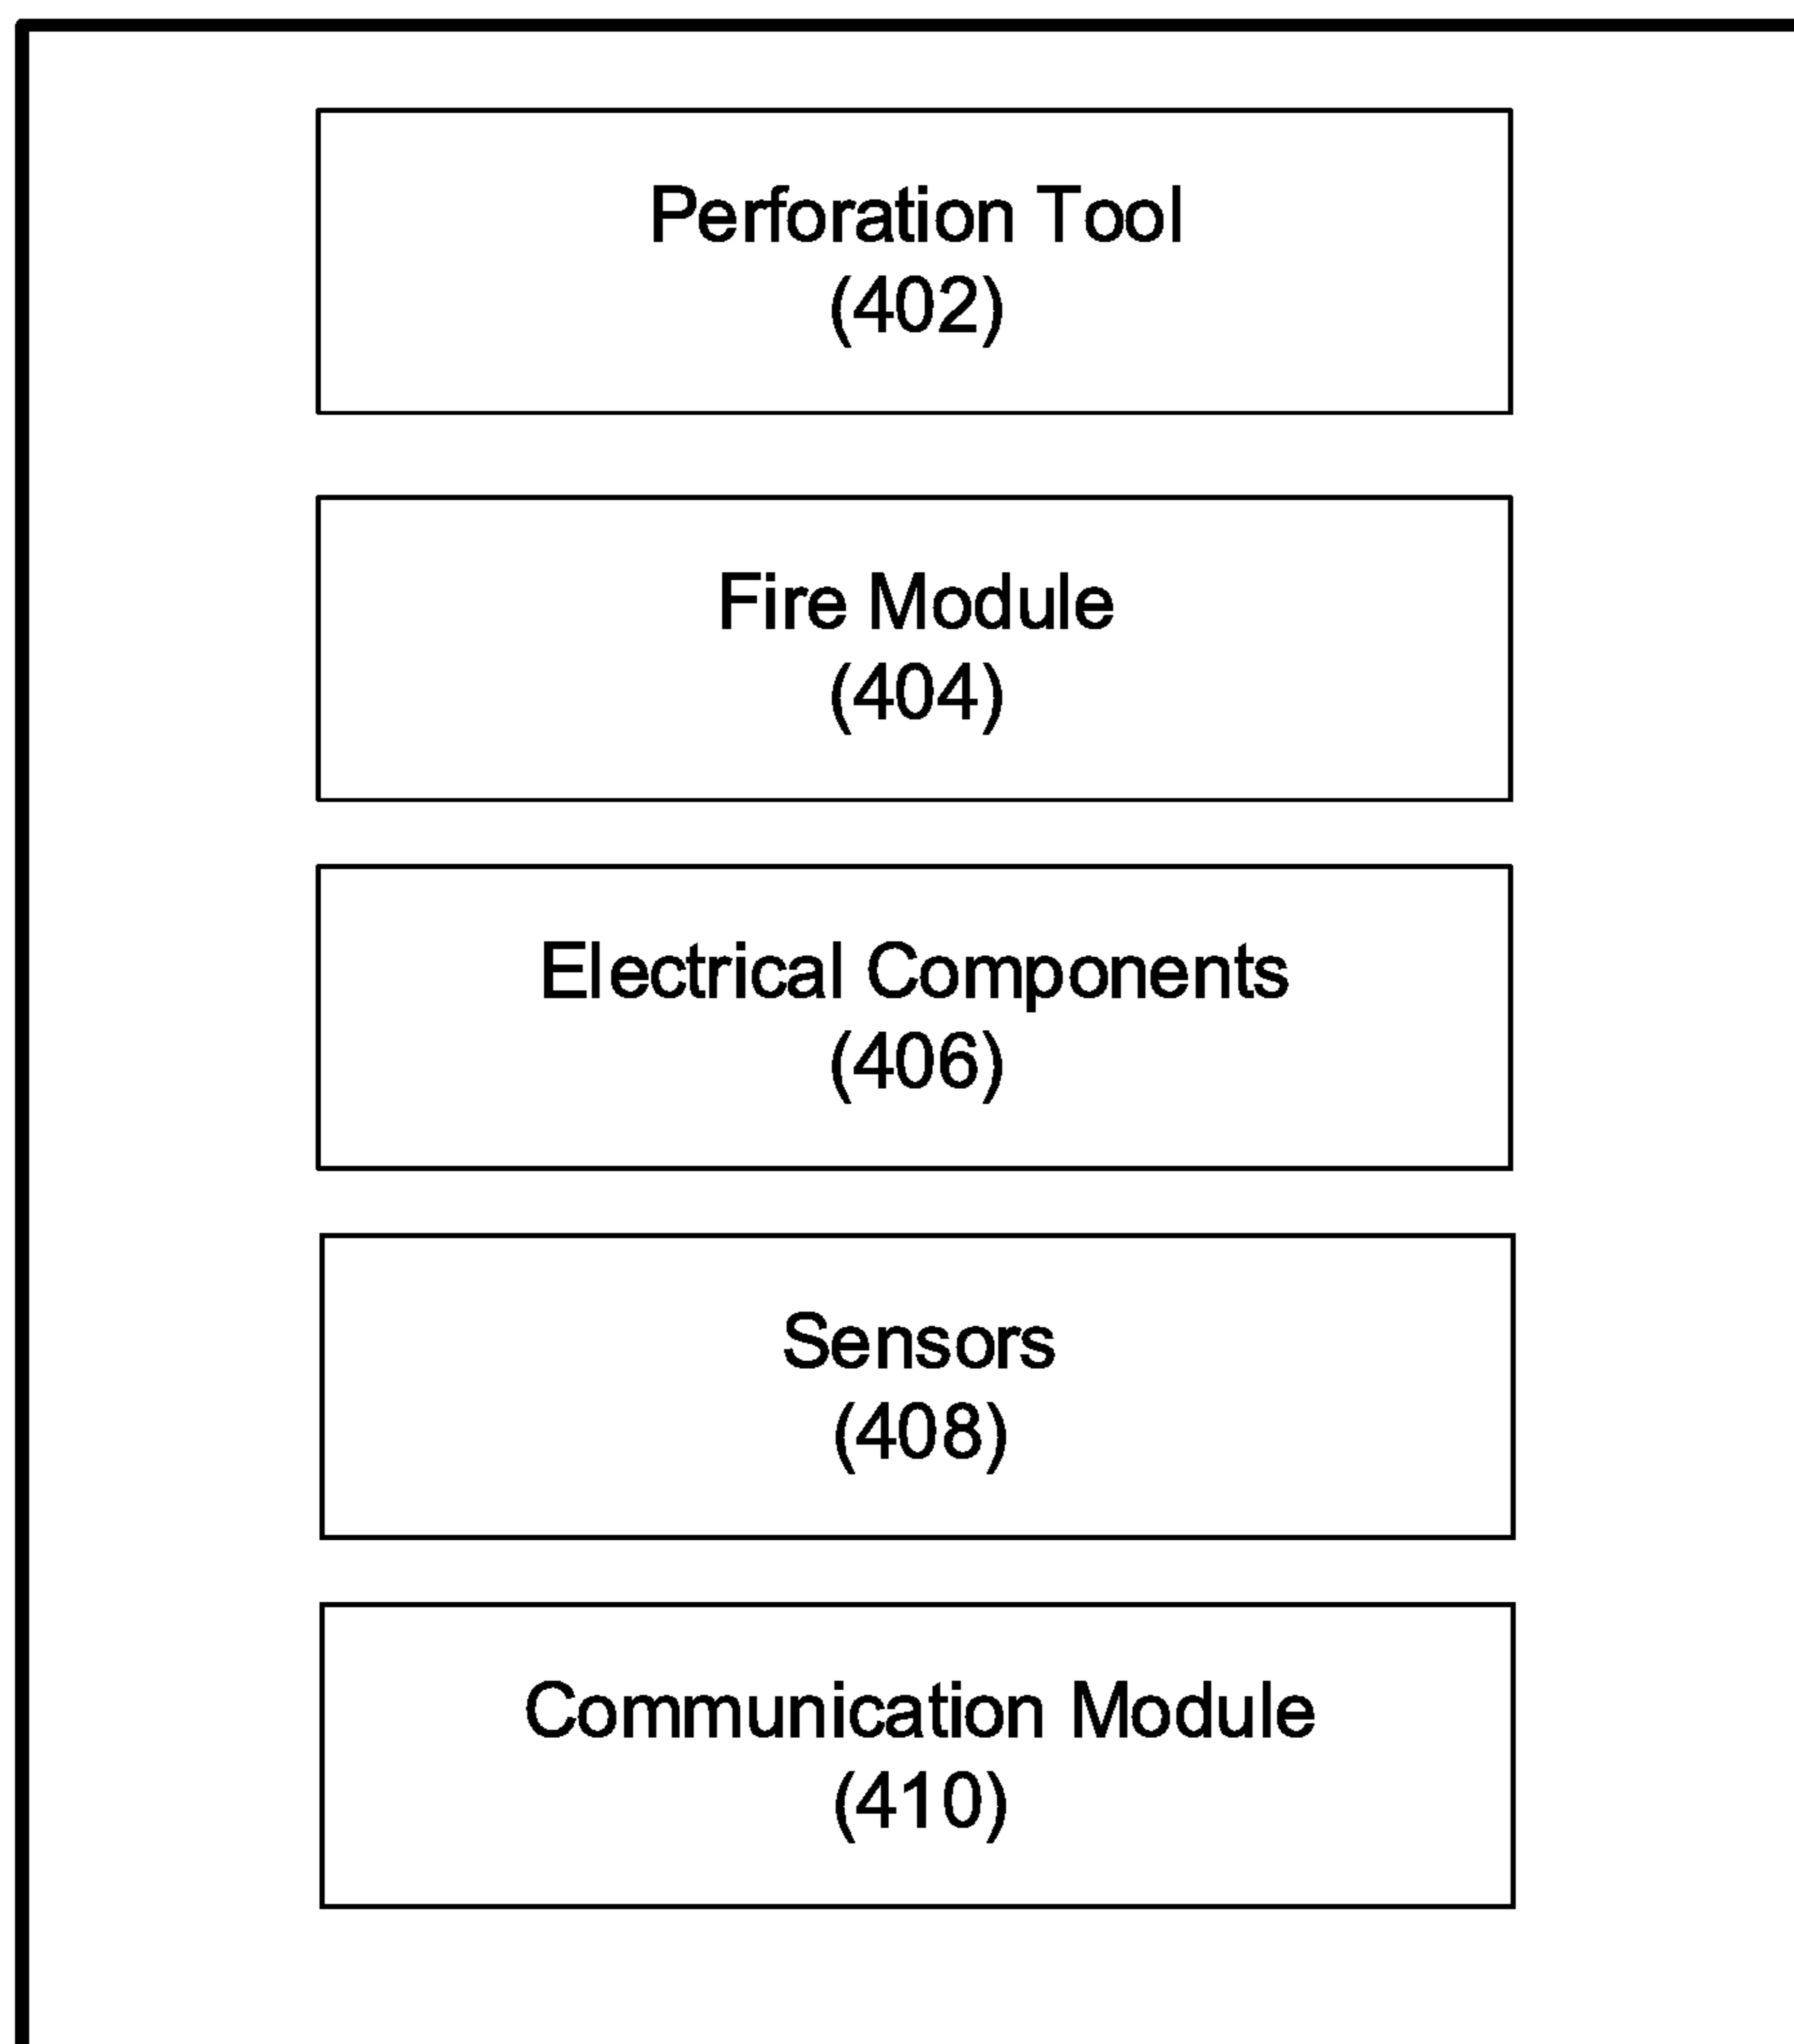 Perforation Tool
(402)
Fire Module
(404)
Electrical Components
(406)
Sensors
(408)
Communication Module
(410)